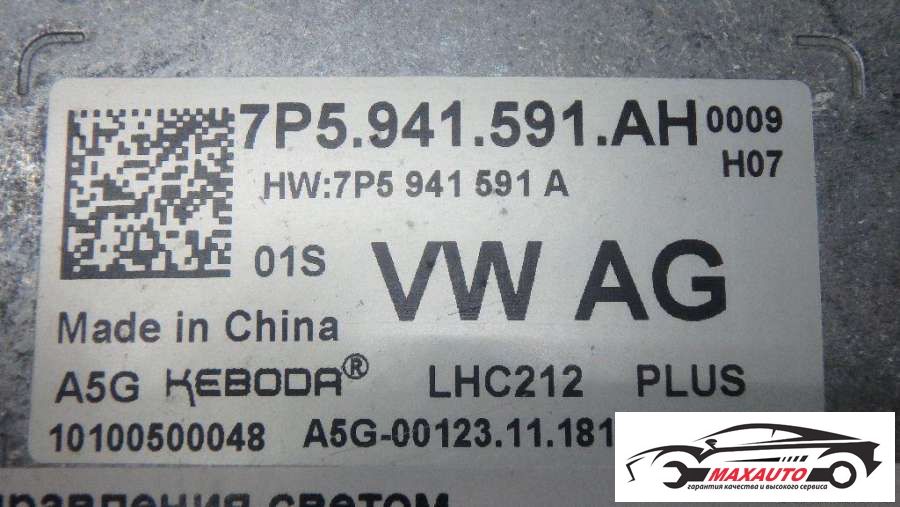 7P5.941.591.AH 0009
H07
HW:7P5 941 591 A
01S VW AG
Made in China
A5G KEBODA® LHC212 PLUS
10100500048 A5G-00123.11.181
MAXAUTO
гарантия качества и высокого сервиса
светом